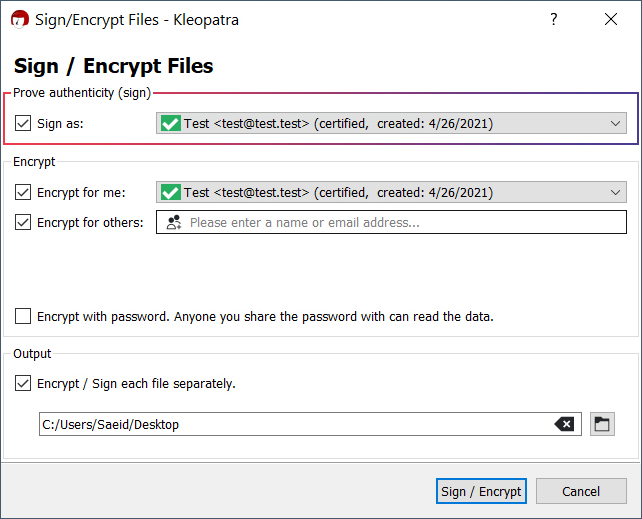 Sign/Encrypt Files - Kleopatra
?
Sign / Encrypt Files
Prove authenticity (sign)
Sign as:
Test <test@test.test> (certified, created: 4/26/2021)
Encrypt
Encrypt for me:
Test <test@test.test> (certified, created: 4/26/2021)
Encrypt for others:
Please enter a name or email address...
Encrypt with password. Anyone you share the password with can read the data.
Output
Encrypt / Sign each file separately.
C:/Users/Saeid/Desktop
Sign / Encrypt
Cancel